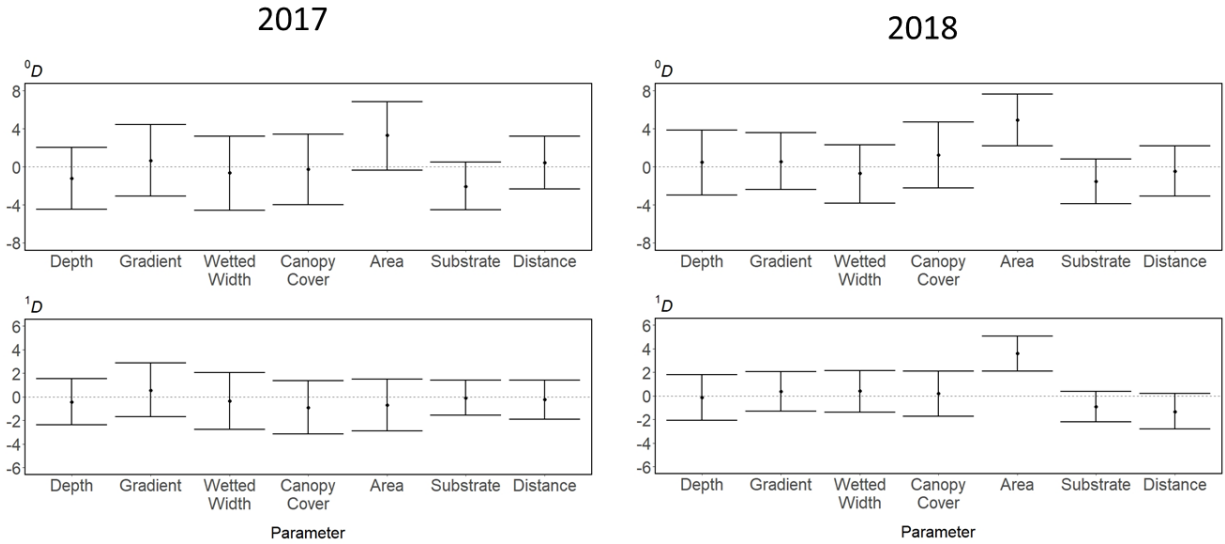 2017
2018
⁰D
8
4
0
-4
-8
Depth Gradient Wetted Width Canopy Cover Area Substrate Distance
¹D
6
4
2
0
-2
-4
-6
Depth Gradient Wetted Width Canopy Cover Area Substrate Distance
Parameter
⁰D
8
4
0
-4
-8
Depth Gradient Wetted Width Canopy Cover Area Substrate Distance
¹D
6
4
2
0
-2
-4
-6
Depth Gradient Wetted Width Canopy Cover Area Substrate Distance
Parameter